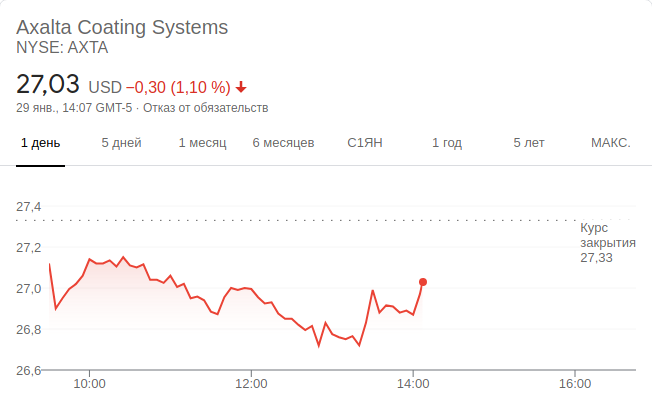 Axalta Coating Systems
NYSE: AXTA
27,03 USD −0,30 (1,10 %)
29 янв., 14:07 GMT-5 · Отказ от обязательств
1 день 5 дней 1 месяц 6 месяцев С1ЯН 1 год 5 лет МАКС.
27,4
Курс
закрытия
27,33
27,2
27,0
26,8
26,6
10:00 12:00 14:00 16:00